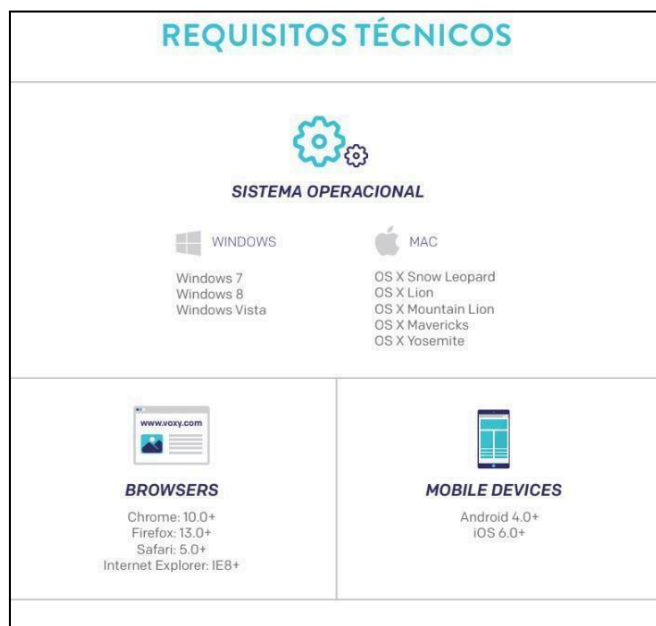 REQUISITOS TÉCNICOS
SISTEMA OPERACIONAL
WINDOWS
Windows 7
Windows 8
Windows Vista
MAC
OS X Snow Leopard
OS X Lion
OS X Mountain Lion
OS X Mavericks
OS X Yosemite
www.voxy.com
BROWSERS
Chrome: 10.0+
Firefox: 13.0+
Safari: 5.0+
Internet Explorer: IE8+
MOBILE DEVICES
Android 4.0+
iOS 6.0+